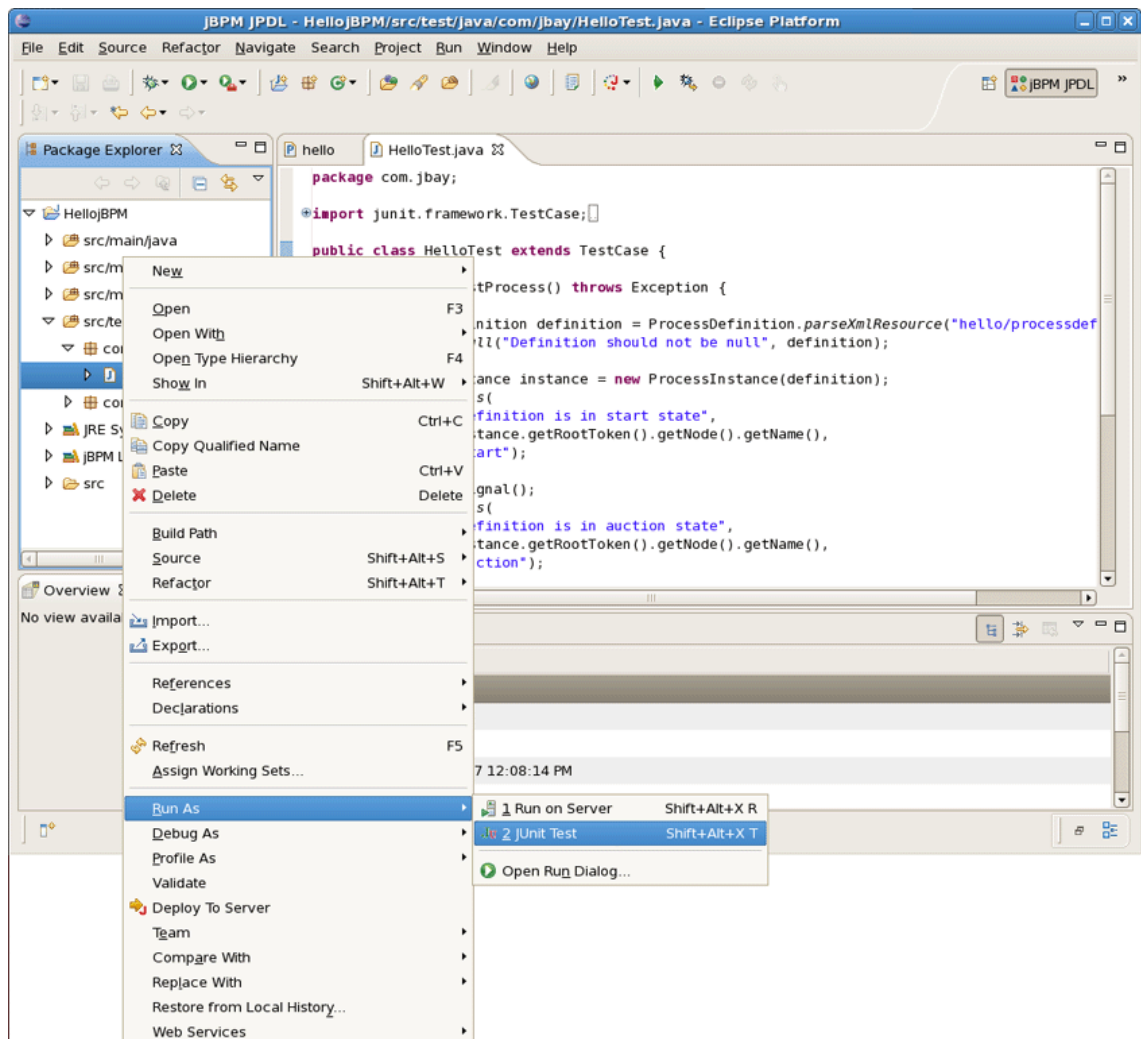 jBPM JPDL - HellojBPM/src/test/java/com/jbay/HelloTest.java - Eclipse Platform
File Edit Source Refactor Navigate Search Project Run Window Help
jBPM JPDL »
Package Explorer
hello
HelloTest.java
HellojBPM
src/main/java
src/m
src/m
src/te
co
J
co
JRE Sy
jBPM L
src
package com.jbay;
import junit.framework.TestCase;
public class HelloTest extends TestCase {
tProcess() throws Exception {
nition definition = ProcessDefinition.parseXmlResource("hello/processdef
ll("Definition should not be null", definition);
ance instance = new ProcessInstance(definition);
s(
efinition is in start state",
stance.getRootToken().getNode().getName(),
art");
gnal();
s(
efinition is in auction state",
stance.getRootToken().getNode().getName(),
ction");
Overview
No view availa
7 12:08:14 PM
New
Open F3
Open With
Open Type Hierarchy F4
Show In Shift+Alt+W
Copy Ctrl+C
Copy Qualified Name
Paste Ctrl+V
Delete Delete
Build Path
Source Shift+Alt+S
Refactor Shift+Alt+T
Import...
Export...
References
Declarations
Refresh F5
Assign Working Sets...
Run As
Debug As
Profile As
Validate
Deploy To Server
Team
Compare With
Replace With
Restore from Local History...
Web Services
1 Run on Server Shift+Alt+X R
2 JUnit Test Shift+Alt+X T
Open Run Dialog...